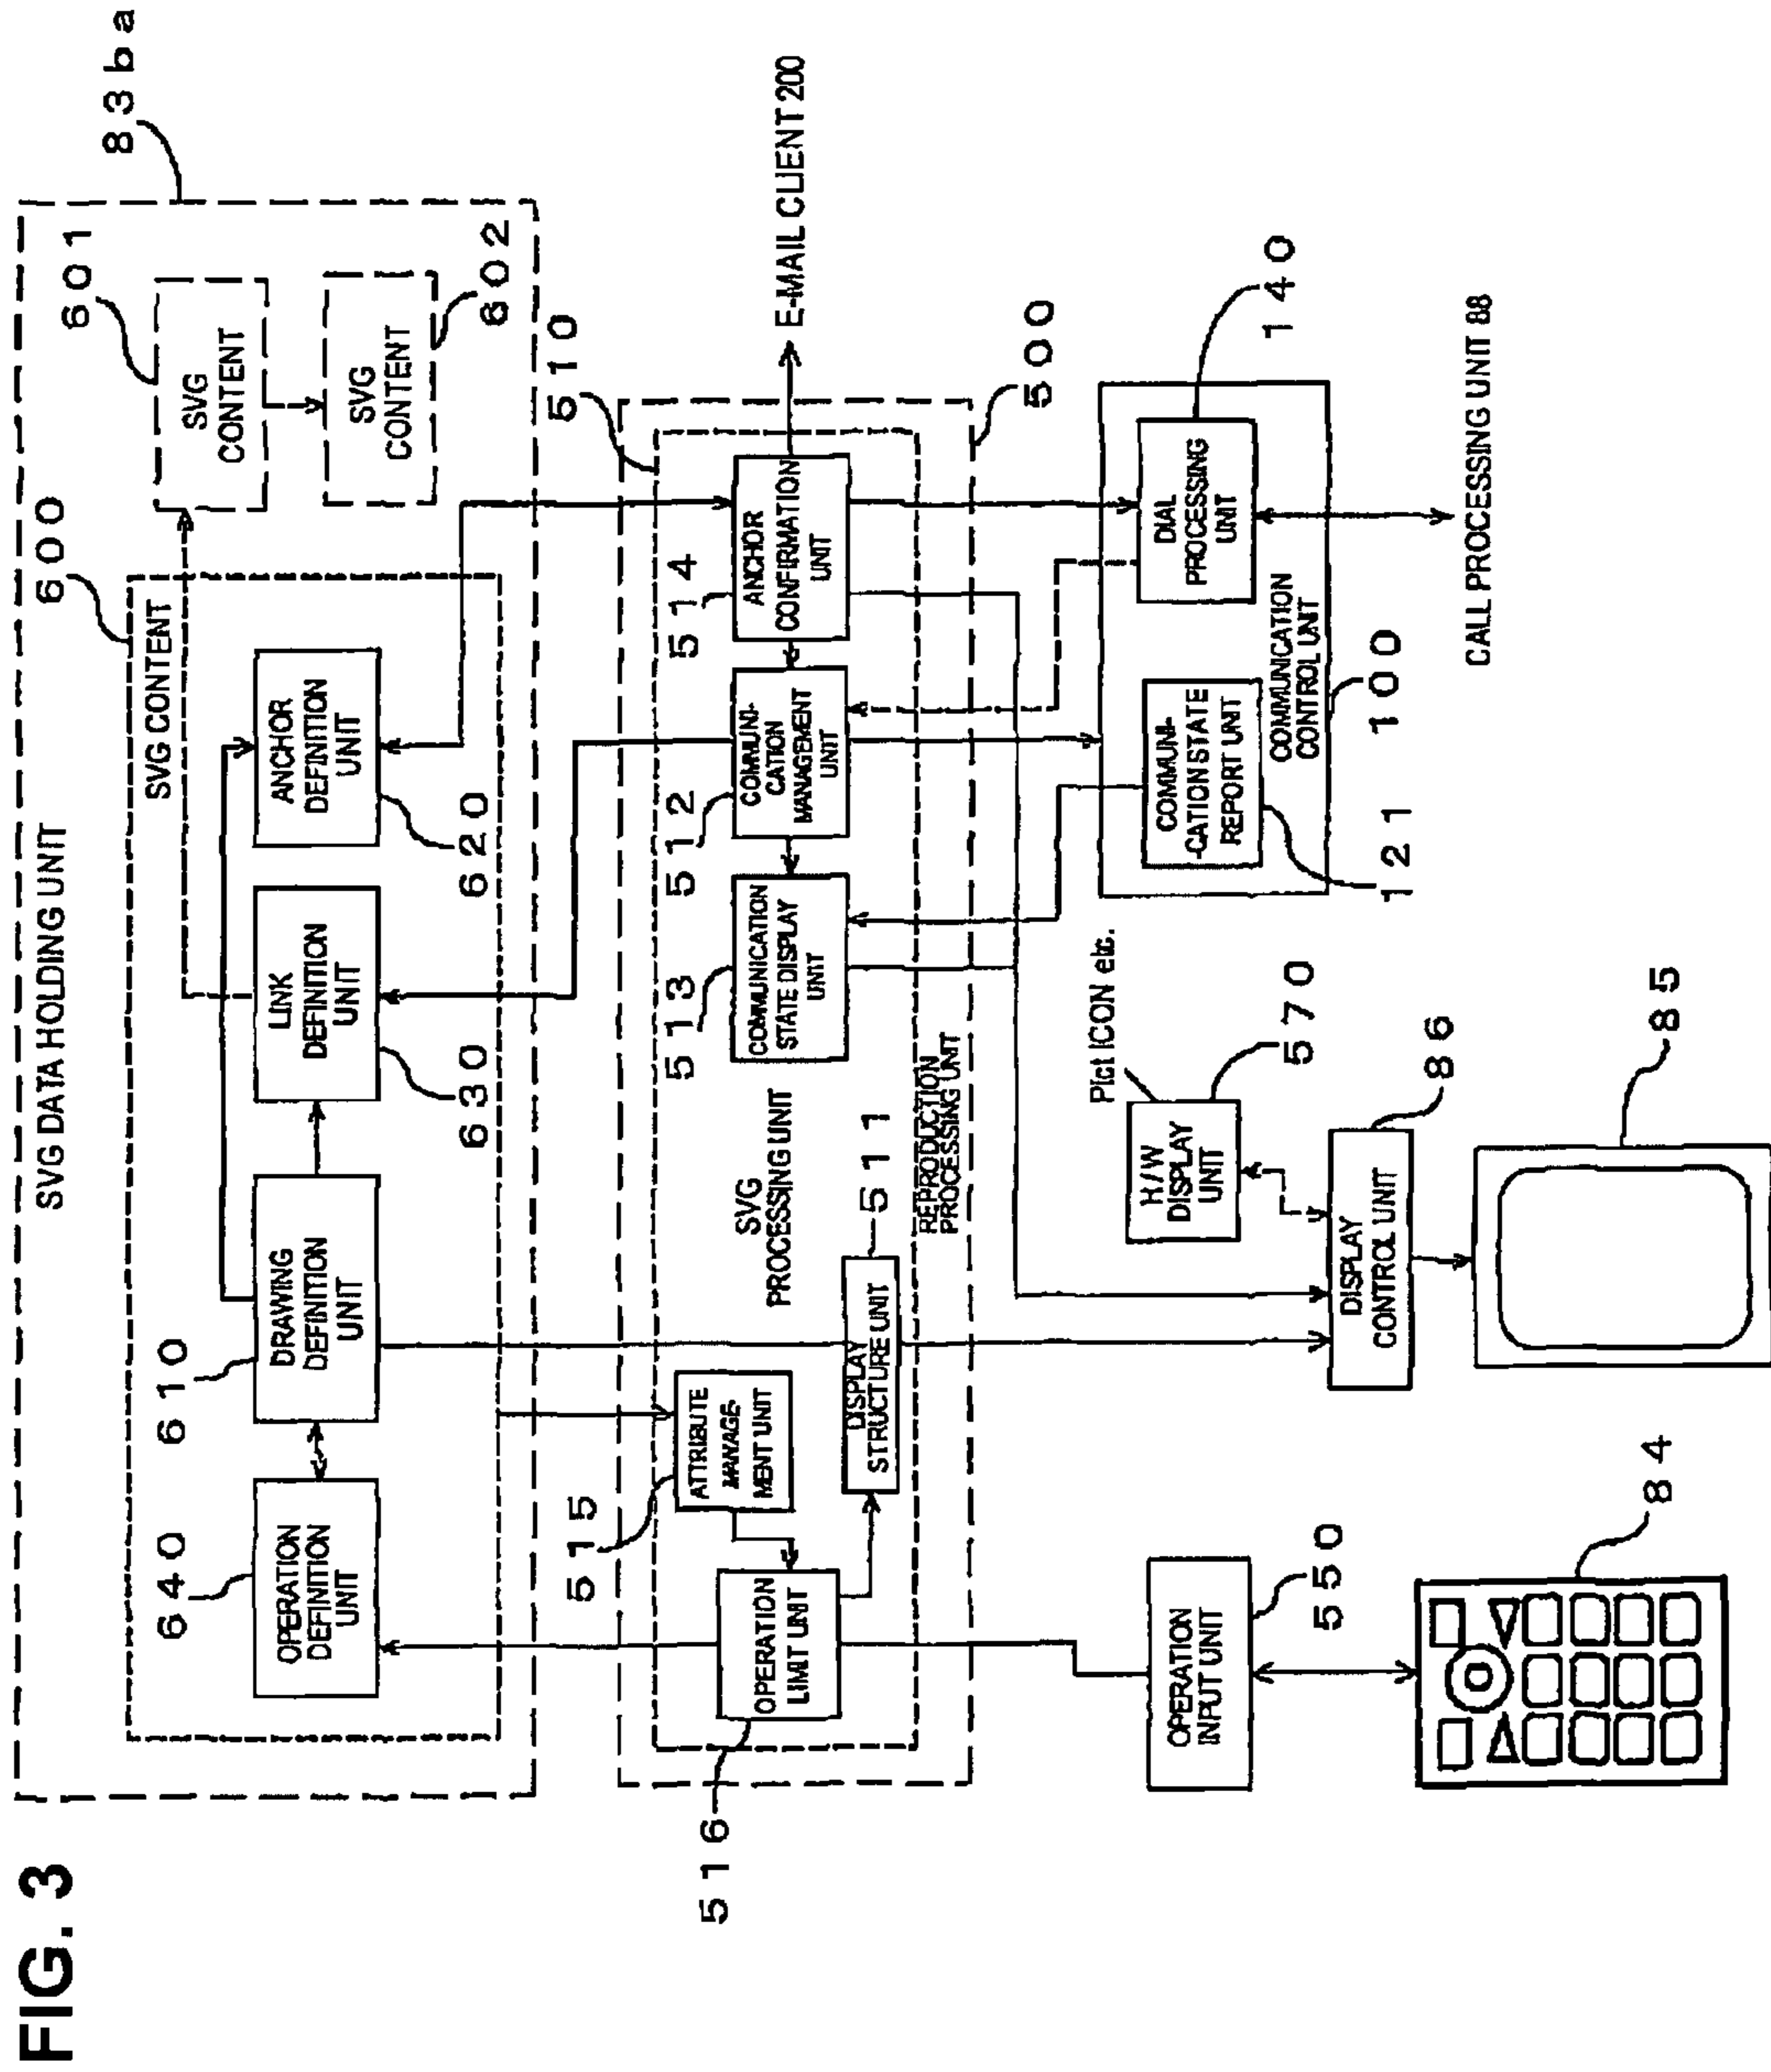 FIG. 3
SVG DATA HOLDING UNIT
83ba
600
SVG CONTENT
601
SVG
CONTENT
602
SVG
CONTENT
640
OPERATION
DEFINITION
UNIT
610
DRAWING
DEFINITION
UNIT
630
LINK
DEFINITION
UNIT
620
ANCHOR
DEFINITION
UNIT
510
500
515
ATTRIBUTE
MANAGE-
MENT UNIT
516
OPERATION
LIMIT UNIT
SVG
PROCESSING UNIT
511
DISPLAY
STRUCTURE UNIT
513
COMMUNICATION
STATE DISPLAY
UNIT
512
COMMUNI-
CATION
MANAGEMENT
UNIT
514
ANCHOR
CONFIRMATION
UNIT
E-MAIL CLIENT 200
REPRODUCTION
PROCESSING UNIT
Pict ICON etc.
H/W
DISPLAY
UNIT
570
COMMUNI-
-CATION STATE
REPORT UNIT
121
DIAL
PROCESSING
UNIT
140
COMMUNICATION
CONTROL UNIT
100
CALL PROCESSING UNIT 88
OPERATION
INPUT UNIT
550
DISPLAY
CONTROL UNIT
86
84
85